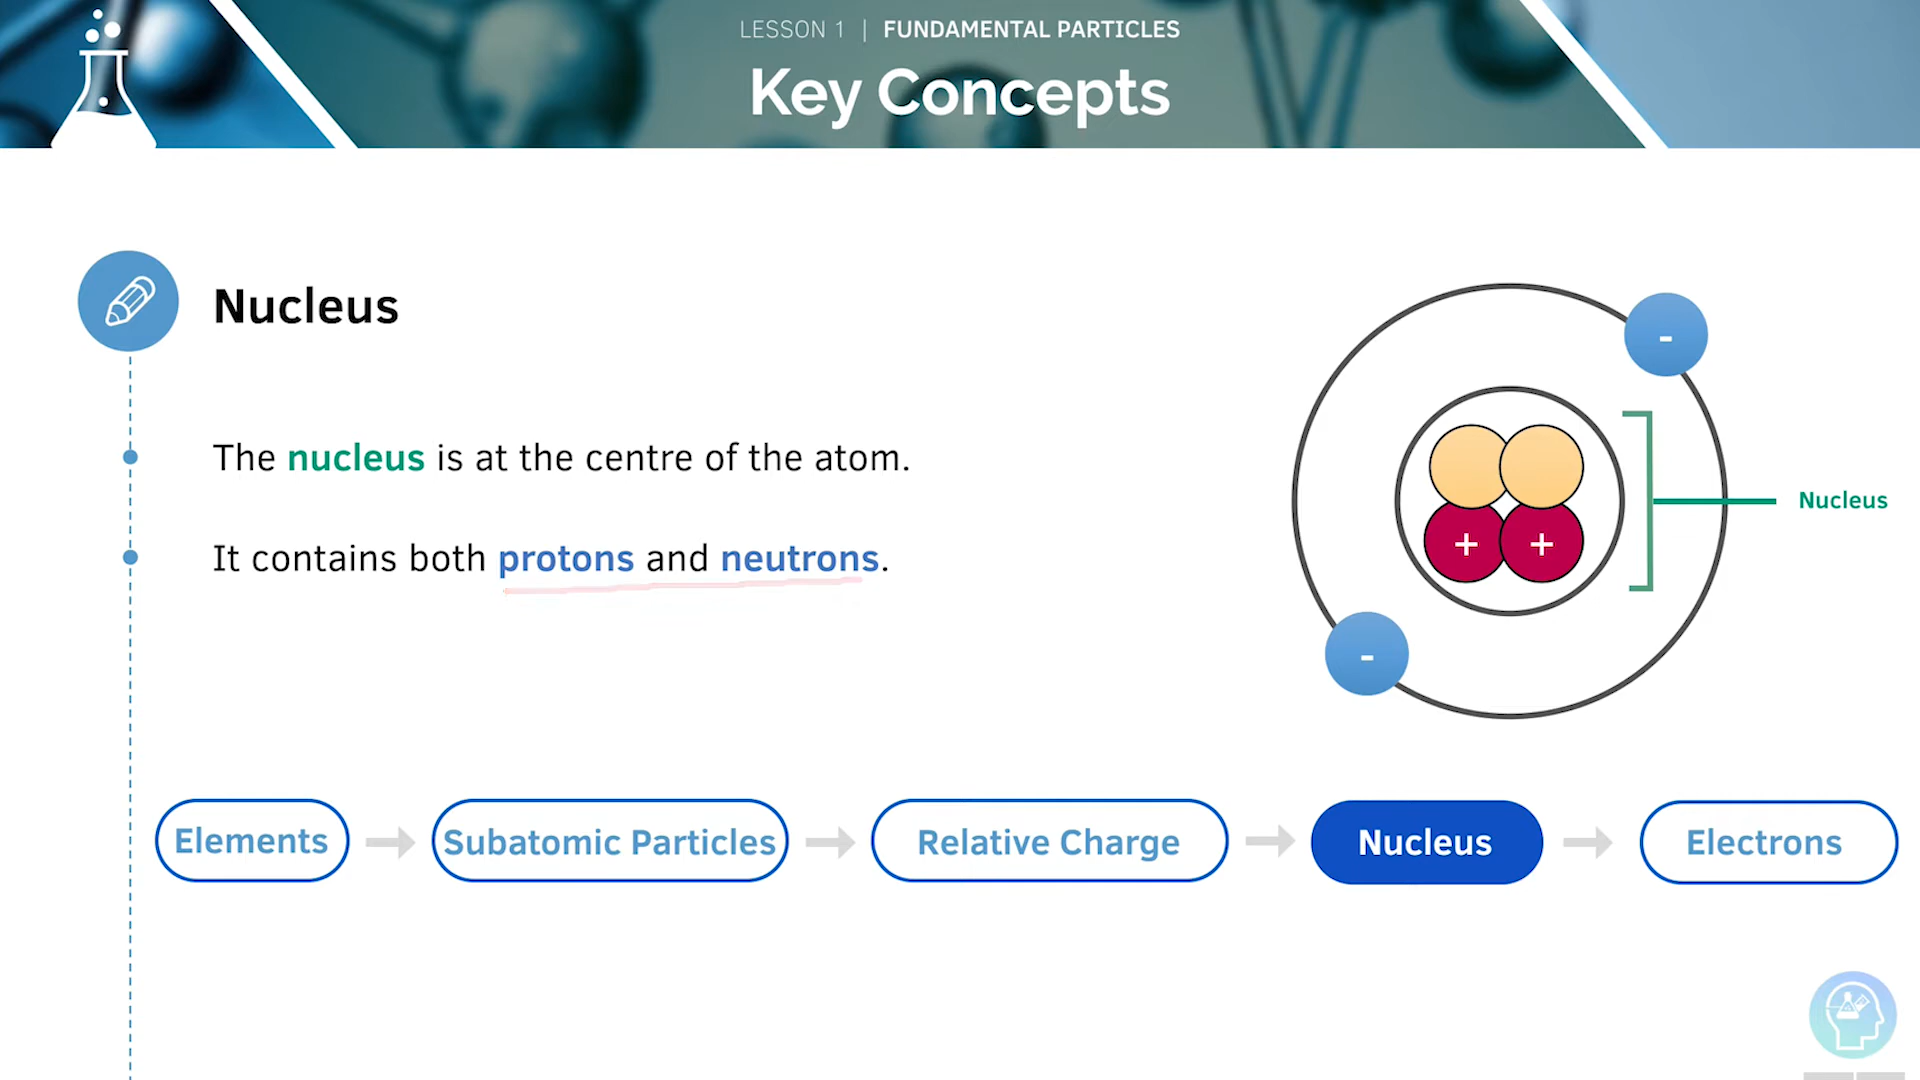 LESSON 1 | FUNDAMENTAL PARTICLES
Key Concepts
Nucleus
The nucleus is at the centre of the atom.
It contains both protons and neutrons.
-
+ +
-
Nucleus
Elements
Subatomic Particles
Relative Charge
Nucleus
Electrons